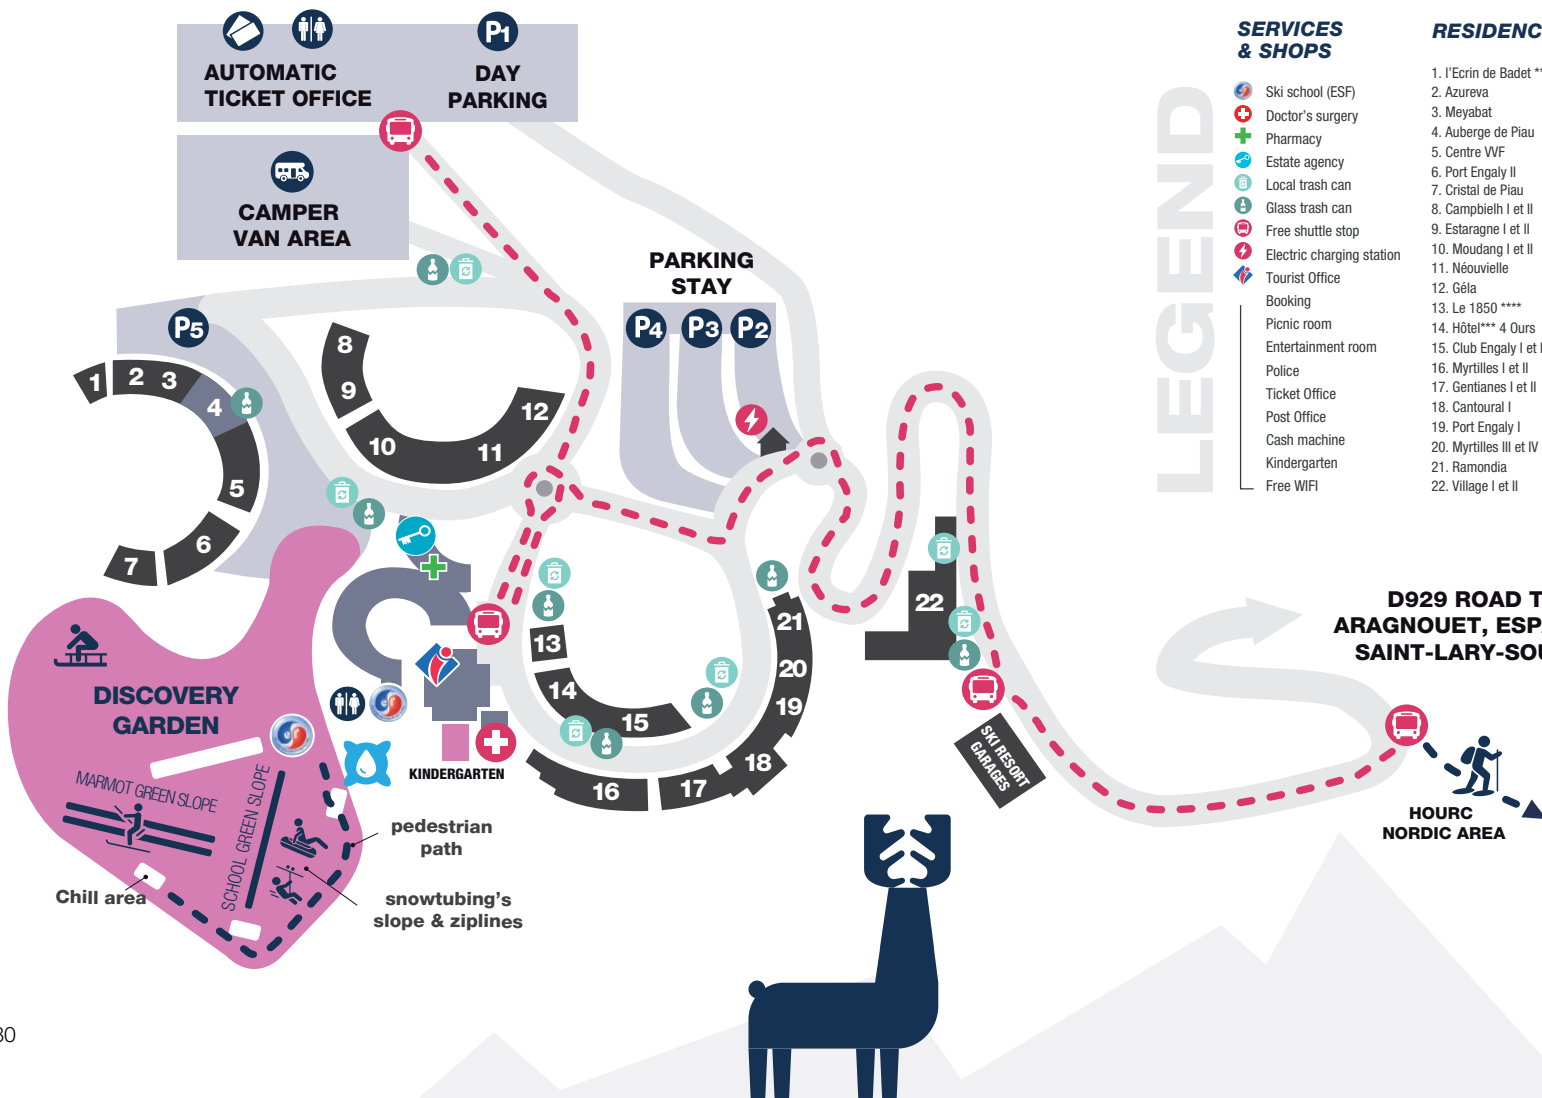 AUTOMATIC
TICKET OFFICE
P1
DAY
PARKING
CAMPER
VAN AREA
PARKING
STAY
P5
P4
P3
P2
1
2
3
4
5
6
7
8
9
10
11
12
13
14
15
16
17
18
19
20
21
22
DISCOVERY
GARDEN
MARMOT GREEN SLOPE
SCHOOL GREEN SLOPE
Chill area
pedestrian
path
snowtubing's
slope & ziplines
KINDERGARTEN
SKI RESORT
GARAGES
D929 ROAD T
ARAGNOUET, ESPA
SAINT-LARY-SOU
HOURC
NORDIC AREA
LEGEND
SERVICES
& SHOPS
Ski school (ESF)
Doctor's surgery
Pharmacy
Estate agency
Local trash can
Glass trash can
Free shuttle stop
Electric charging station
Tourist Office
Booking
Picnic room
Entertainment room
Police
Ticket Office
Post Office
Cash machine
Kindergarten
Free WIFI
RESIDENC
1. l'Ecrin de Badet **
2. Azureva
3. Meyabat
4. Auberge de Piau
5. Centre VVF
6. Port Engaly II
7. Cristal de Piau
8. Campbielh I et II
9. Estaragne I et II
10. Moudang I et II
11. Néouvielle
12. Géla
13. Le 1850 ****
14. Hôtel*** 4 Ours
15. Club Engaly I et I
16. Myrtilles I et II
17. Gentianes I et II
18. Cantoural I
19. Port Engaly I
20. Myrtilles III et IV
21. Ramondia
22. Village I et II
30